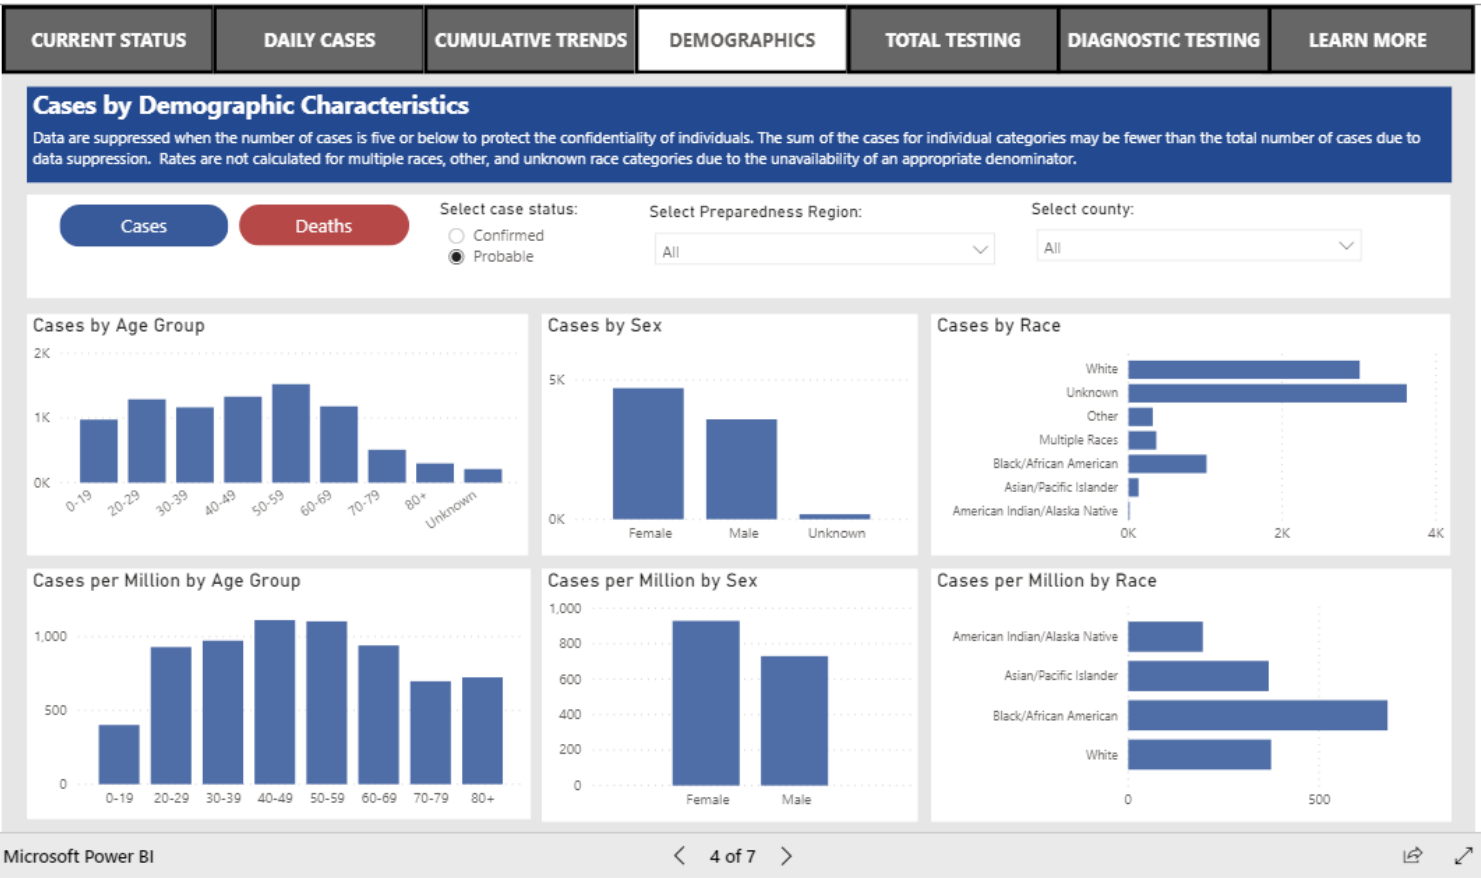 CURRENT STATUS
DAILY CASES
CUMULATIVE TRENDS
DEMOGRAPHICS
TOTAL TESTING
DIAGNOSTIC TESTING
LEARN MORE
Cases by Demographic Characteristics
Data are suppressed when the number of cases is five or below to protect the confidentiality of individuals. The sum of the cases for individual categories may be fewer than the total number of cases due to
data suppression. Rates are not calculated for multiple races, other, and unknown race categories due to the unavailability of an appropriate denominator.
Cases
Deaths
Select case status:
Confirmed
Probable
Select Preparedness Region:
All
Select county:
All
Cases by Age Group
2K
1K
0K
0-19
20-29
30-39
40-49
50-59
60-69
70-79
80+
Unknown
Cases by Sex
5K
0K
Female
Male
Unknown
Cases by Race
White
Unknown
Other
Multiple Races
Black/African American
Asian/Pacific Islander
American Indian/Alaska Native
0K
2K
4K
Cases per Million by Age Group
1,000
500
0
0-19
20-29
30-39
40-49
50-59
60-69
70-79
80+
Cases per Million by Sex
1,000
800
600
400
200
0
Female
Male
Cases per Million by Race
American Indian/Alaska Native
Asian/Pacific Islander
Black/African American
White
0
500
Microsoft Power BI
4 of 7